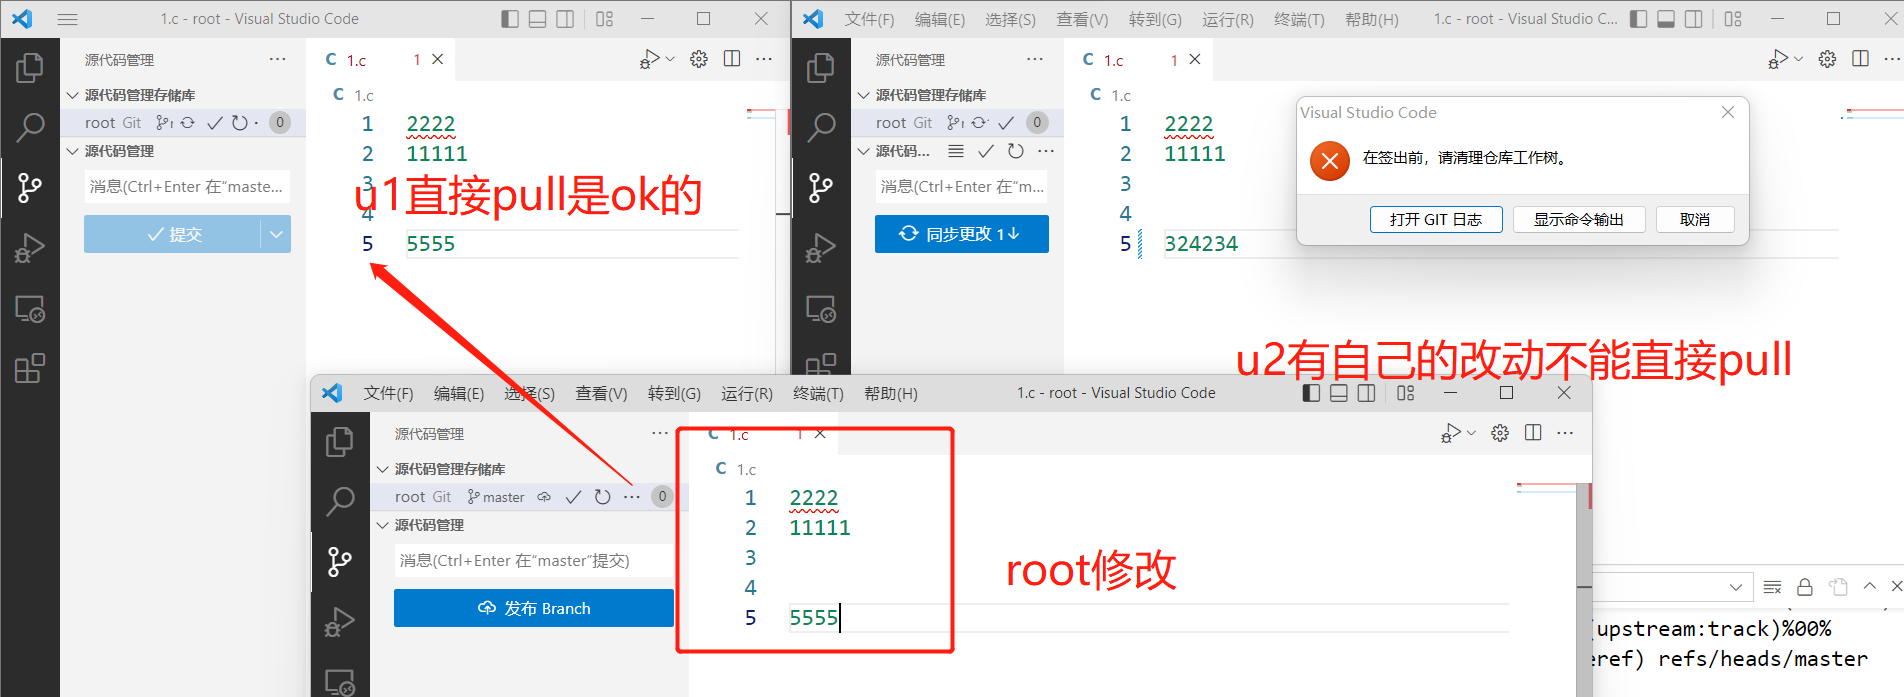 1.c - root - Visual Studio Code
源代码管理
1.c 1
源代码管理存储库
root Git 0
源代码管理
消息(Ctrl+Enter 在"maste...
提交
C 1.c
1 2222
2 11111
3
4
5 5555
u1直接pull是ok的
文件(F) 编辑(E) 选择(S) 查看(V) 转到(G) 运行(R) 终端(T) 帮助(H) 1.c - root - Visual Studio C...
源代码管理
C 1.c 1
源代码管理存储库
root Git 0
源代码...
消息(Ctrl+Enter 在"m...
同步更改 1↓
C 1.c
1 2222
2 11111
3
4
5 324234
Visual Studio Code
在签出前，请清理仓库工作树。
打开 GIT 日志 显示命令输出 取消
u2有自己的改动不能直接pull
文件(F) 编辑(E) 选择(S) 查看(V) 转到(G) 运行(R) 终端(T) 帮助(H) 1.c - root - Visual Studio Code
源代码管理
C 1.c 1
源代码管理存储库
root Git master 0
源代码管理
消息(Ctrl+Enter 在"master"提交)
发布 Branch
C 1.c
1 2222
2 11111
3
4
5 5555
root修改
(upstream:track)%00%
eref) refs/heads/master